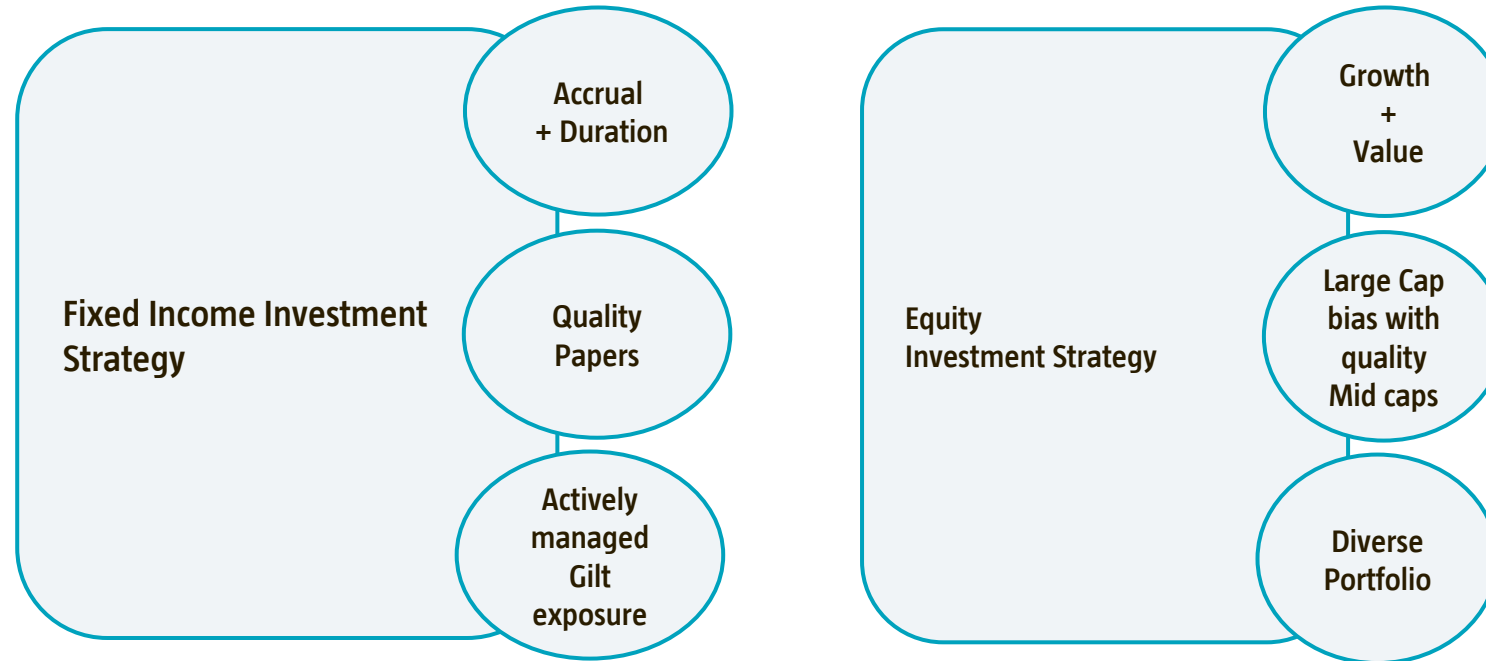 Fixed Income Investment
Strategy
Accrual
+ Duration
Quality
Papers
Actively
managed
Gilt
exposure
Equity
Investment Strategy
Growth
+
Value
Large Cap
bias with
quality
Mid caps
Diverse
Portfolio